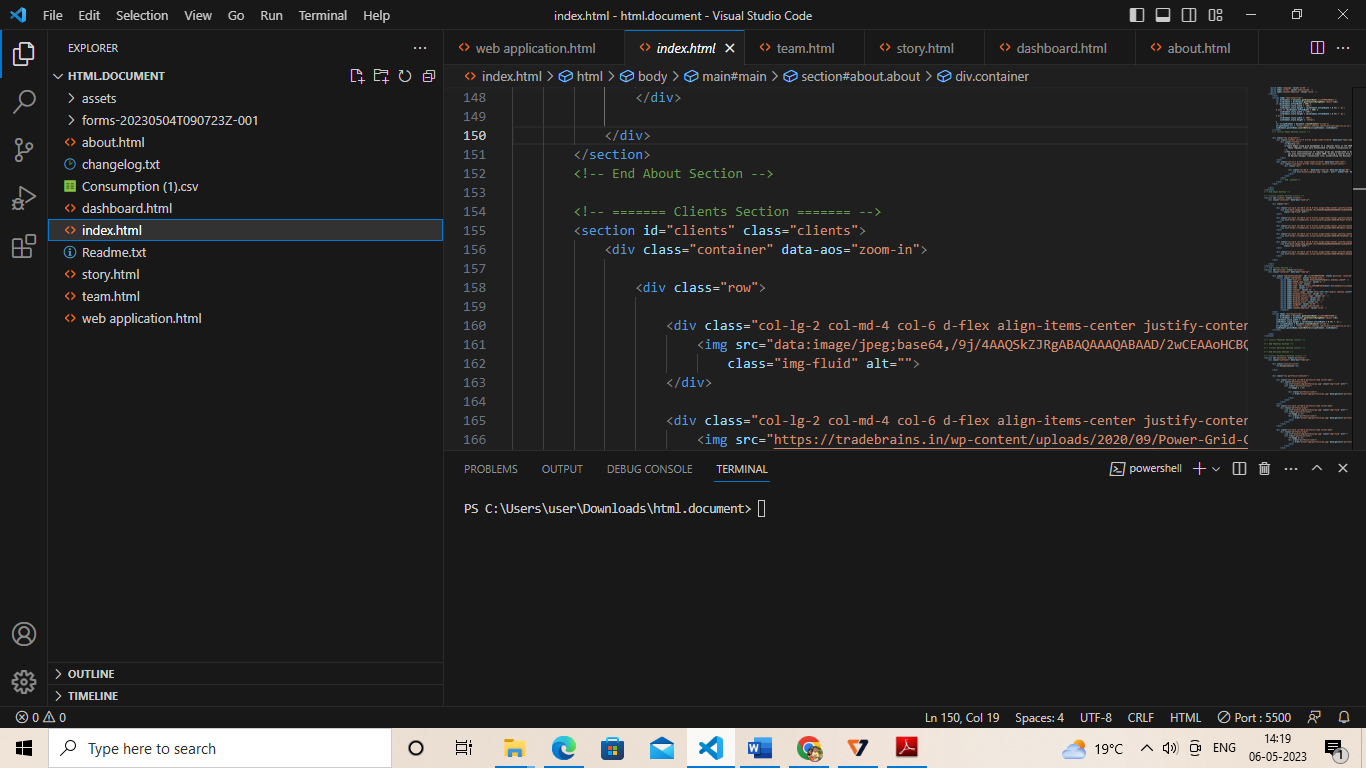 File Edit Selection View Go Run Terminal Help index.html - html.document - Visual Studio Code
EXPLORER
HTML.DOCUMENT
assets
forms-20230504T090723Z-001
about.html
changelog.txt
Consumption (1).csv
dashboard.html
index.html
Readme.txt
story.html
team.html
web application.html
OUTLINE
TIMELINE
web application.html index.html team.html story.html dashboard.html about.html
index.html > html > body > main#main > section#about.about > div.container
148 </div>
149
150 </div>
151 </section>
152 <!-- End About Section -->
153
154 <!-- ======= Clients Section ======= -->
155 <section id="clients" class="clients">
156 <div class="container" data-aos="zoom-in">
157
158 <div class="row">
159
160 <div class="col-lg-2 col-md-4 col-6 d-flex align-items-center justify-conter
161 <img src="data:image/jpeg;base64,/9j/4AAQSkZJRgABAQAAAQABAAD/2wCEAAoHCBQ
162 class="img-fluid" alt="">
163 </div>
164
165 <div class="col-lg-2 col-md-4 col-6 d-flex align-items-center justify-conter
166 <img src="https://tradebrains.in/wp-content/uploads/2020/09/Power-Grid-C
PROBLEMS OUTPUT DEBUG CONSOLE TERMINAL powershell
PS C:\Users\user\Downloads\html.document>
0 0 Ln 150, Col 19 Spaces: 4 UTF-8 CRLF HTML Port : 5500
Type here to search 19°C ENG 14:19
06-05-2023
1